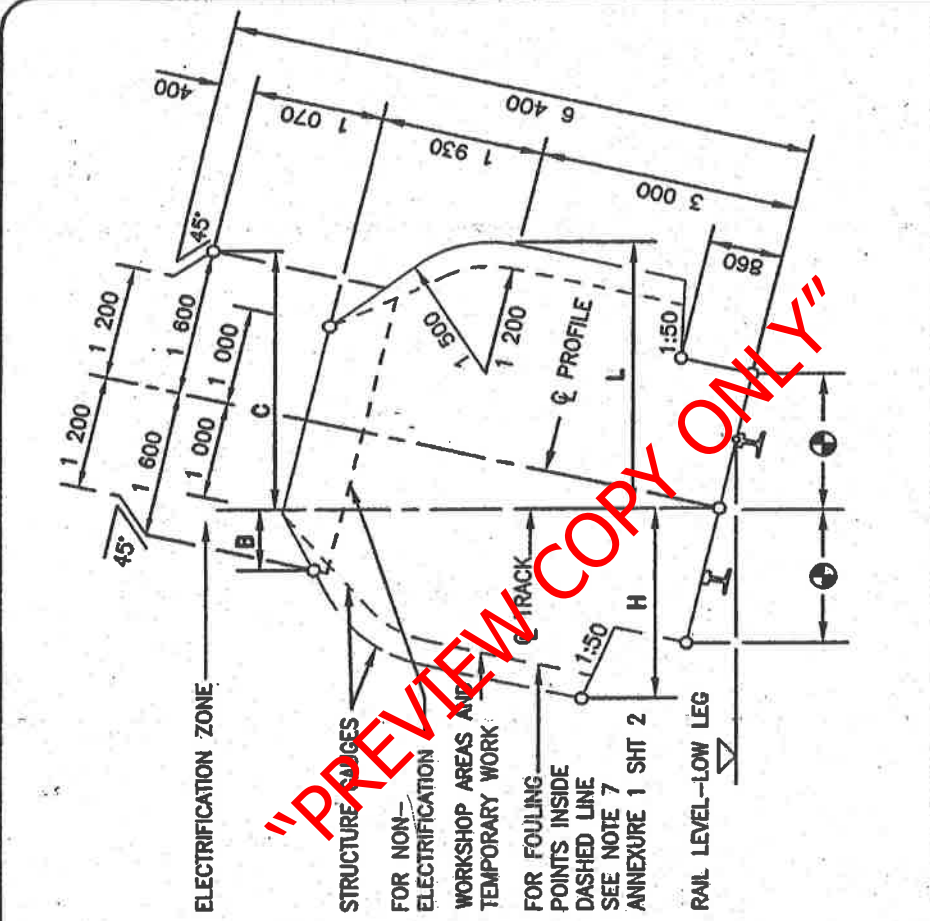 400
6 400
1 070
1 930
3 000
860
45°
1 200
1 200
1 600
1 600
1 000
1 000
C
45°
B
1 500
1 200
1:50
L
℄ PROFILE
℄ TRACK
H
1:50
ELECTRIFICATION ZONE
STRUCTURE GAUGES
FOR NON-
ELECTRIFICATION
WORKSHOP AREAS AND
TEMPORARY WORK
FOR FOULING
POINTS INSIDE
DASHED LINE
SEE NOTE 7
ANNEXURE 1 SHT 2
RAIL LEVEL-LOW LEG
"PREVIEW COPY ONLY"